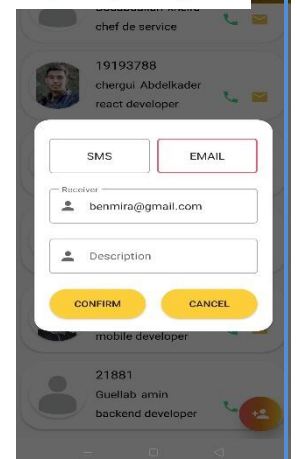 chef de service
19193788
chergui Abdelkader
react developer
SMS
EMAIL
Receiver
benmira@gmail.com
Description
CONFIRM
CANCEL
mobile developer
21881
Guellab amin
backend developer